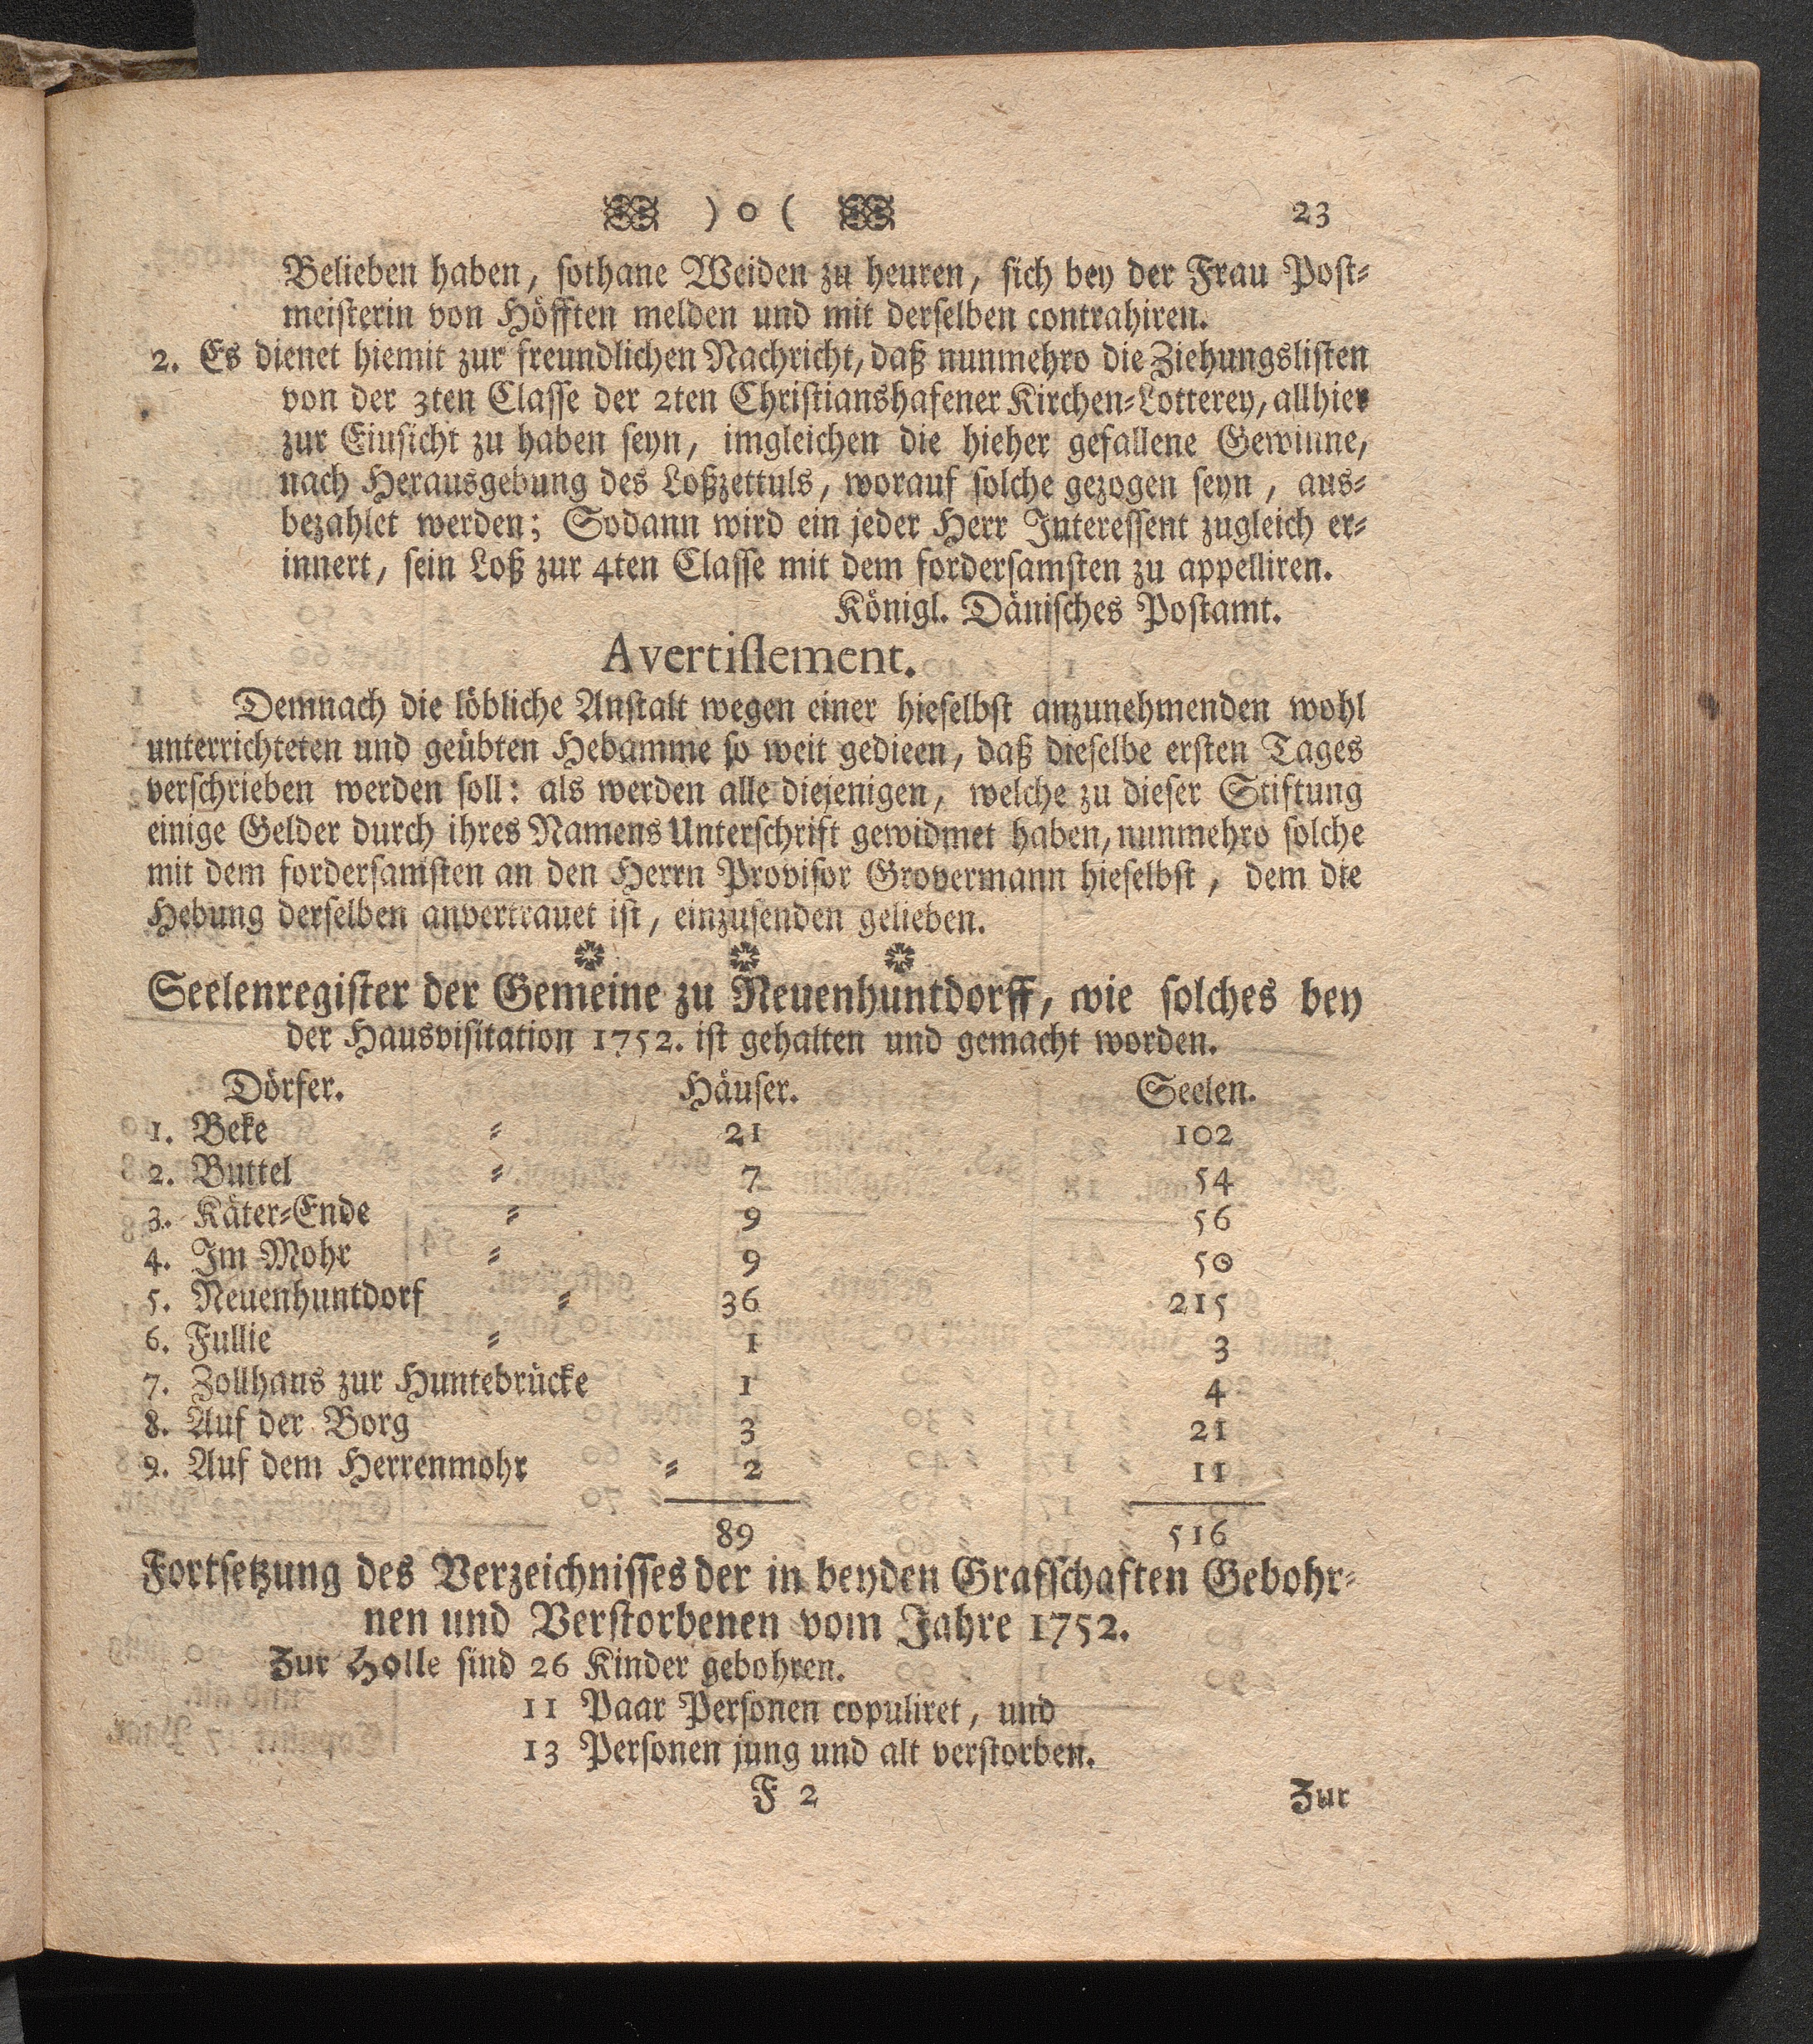 ) o ( 23
Belieben haben, sothane Weiden zu heuren, sich bey der Frau Post-
meisterin von Höfften melden und mit derselben contrahiren.
2. Es dienet hiemit zur freundlichen Nachricht, daß nunmehro die Ziehungslisten
von der 3ten Classe der 2ten Christianshafener Kirchen-Lotterey, allhier
zur Einsicht zu haben seyn, imgleichen die hieher gefallene Gewinne,
nach Herausgebung des Loßzettuls, worauf solche gezogen seyn, aus-
bezahlet werden; Sodann wird ein jeder Herr Interessent zugleich er-
innert, sein Loß zur 4ten Classe mit dem fordersamsten zu appelliren.
Königl. Dänisches Postamt.
Avertissement.
Demnach die löbliche Anstalt wegen einer hieselbst anzunehmenden wohl
unterrichteten und geübten Hebamme so weit gedieen, daß dieselbe ersten Tages
verschrieben werden soll: als werden alle diejenigen, welche zu dieser Stiftung
einige Gelder durch ihres Namens Unterschrift gewidmet haben, nunmehro solche
mit dem fordersamsten an den Herrn Provisor Grovermann hieselbst, dem die
Hebung derselben anvertrauet ist, einzusenden gelieben.
Seelenregister der Gemeine zu Neuenhuntdorff, wie solches bey
der Hausvisitation 1752. ist gehalten und gemacht worden.
Dörfer. Häuser. Seelen.
1. Beke = 21 102
2. Buttel = 7 54
3. Käter-Ende = 9 56
4. Im Mohr = 9 50
5. Neuenhuntdorf = 36 215
6. Fullie = 1 3
7. Zollhaus zur Huntebrücke 1 4
8. Auf der Borg 3 21
9. Auf dem Herrenmohr = 2 11
89 516
Fortsetzung des Verzeichnisses der in beyden Grafschaften Gebohr-
nen und Verstorbenen vom Jahre 1752.
Zur Holle sind 26 Kinder gebohren.
11 Paar Personen copuliret, und
13 Personen jung und alt verstorben.
F 2 Zur